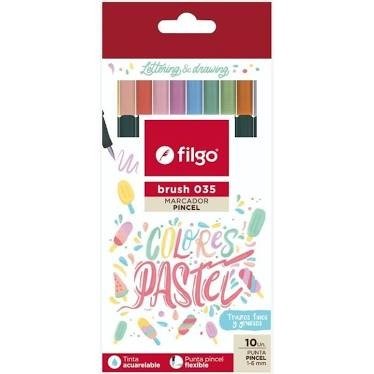 Lettering & drawing
filgo
brush 035
MARCADOR
PINCEL
COLORES
PASTEL
Trazos finos
y gruesos
Tinta
acuarelable
Punta pincel
flexible
10 Un.
PUNTA
PINCEL
1-6 mm